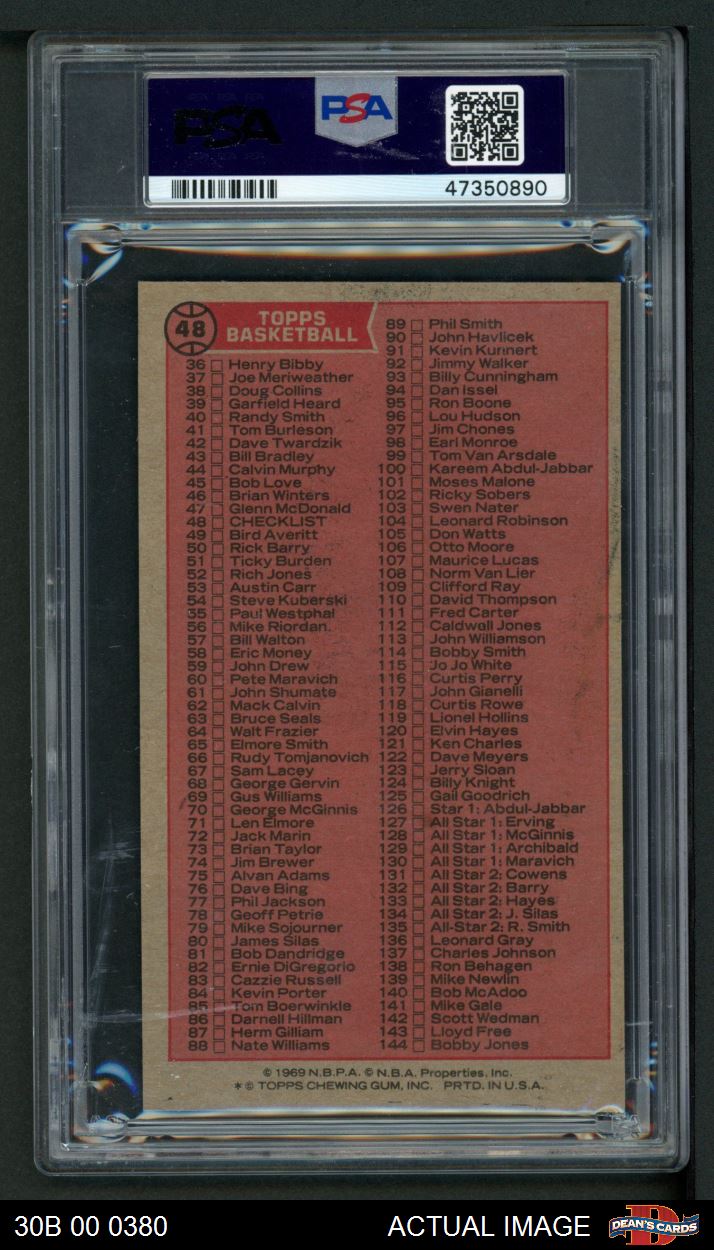 PSA
PSA
47350890
48
TOPPS
BASKETBALL
36 Henry Bibby
37 Joe Meriweather
38 Doug Collins
39 Garfield Heard
40 Randy Smith
41 Tom Burleson
42 Dave Twardzik
43 Bill Bradley
44 Calvin Murphy
45 Bob Love
46 Brian Winters
47 Glenn McDonald
48 CHECKLIST
49 Bird Averitt
50 Rick Barry
51 Ticky Burden
52 Rich Jones
53 Austin Carr
54 Steve Kuberski
55 Paul Westphal
56 Mike Riordan.
57 Bill Walton
58 Eric Money
59 John Drew
60 Pete Maravich
61 John Shumate
62 Mack Calvin
63 Bruce Seals
64 Walt Frazier
65 Elmore Smith
66 Rudy Tomjanovich
67 Sam Lacey
68 George Gervin
69 Gus Williams
70 George McGinnis
71 Len Elmore
72 Jack Marin
73 Brian Taylor
74 Jim Brewer
75 Alvan Adams
76 Dave Bing
77 Phil Jackson
78 Geoff Petrie
79 Mike Sojourner
80 James Silas
81 Bob Dandridge
82 Ernie DiGregorio
83 Cazzie Russell
84 Kevin Porter
85 Tom Boerwinkle
86 Darnell Hillman
87 Herm Gilliam
88 Nate Williams
89 Phil Smith
90 John Havlicek
91 Kevin Kunnert
92 Jimmy Walker
93 Billy Cunningham
94 Dan Issel
95 Ron Boone
96 Lou Hudson
97 Jim Chones
98 Earl Monroe
99 Tom Van Arsdale
100 Kareem Abdul-Jabbar
101 Moses Malone
102 Ricky Sobers
103 Swen Nater
104 Leonard Robinson
105 Don Watts
106 Otto Moore
107 Maurice Lucas
108 Norm Van Lier
109 Clifford Ray
110 David Thompson
111 Fred Carter
112 Caldwall Jones
113 John Williamson
114 Bobby Smith
115 Jo Jo White
116 Curtis Perry
117 John Gianelli
118 Curtis Rowe
119 Lionel Hollins
120 Elvin Hayes
121 Ken Charles
122 Dave Meyers
123 Jerry Sloan
124 Billy Knight
125 Gail Goodrich
126 Star 1: Abdul-Jabbar
127 All Star 1: Erving
128 All Star 1: McGinnis
129 All Star 1: Archibald
130 All Star 1: Maravich
131 All Star 2: Cowens
132 All Star 2: Barry
133 All Star 2: Hayes
134 All Star 2: J. Silas
135 All-Star 2: R. Smith
136 Leonard Gray
137 Charles Johnson
138 Ron Behagen
139 Mike Newlin
140 Bob McAdoo
141 Mike Gale
142 Scott Wedman
143 Lloyd Free
144 Bobby Jones
© 1969 N.B.P.A. © N.B.A. Properties, Inc.
*® TOPPS CHEWING GUM, INC. PRTD. IN U.S.A.
30B 00 0380
ACTUAL IMAGE
DEAN'S CARDS